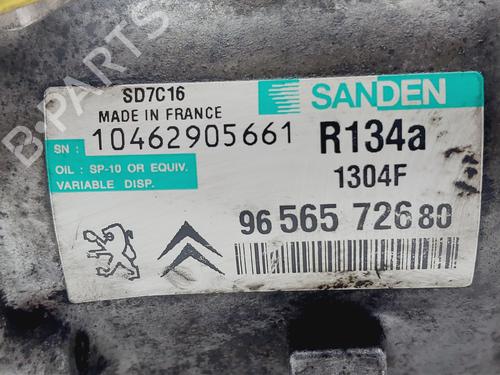 B-PARTS
SD7C16
MADE IN FRANCE
SANDEN
SN : 10462905661
R134a
OIL : SP-10 OR EQUIV.
VARIABLE DISP.
1304F
96 565 726 80